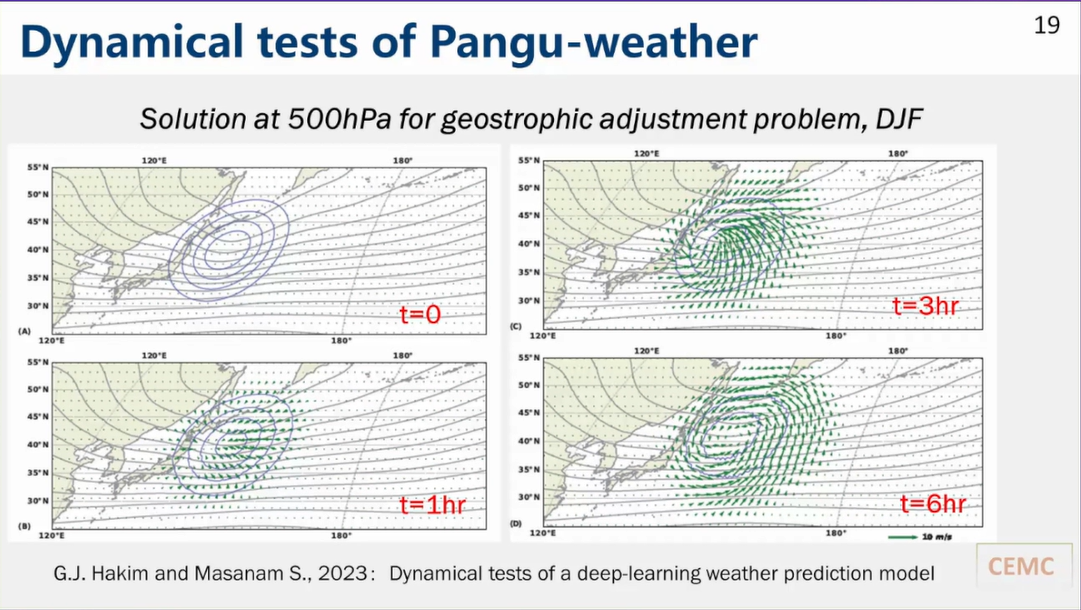 19
Dynamical tests of Pangu-weather
Solution at 500hPa for geostrophic adjustment problem, DJF
120°E 180°
55°N
50°N
45°N
40°N
35°N
30°N
t=0
(A)
120°E 180°
120°E 180°
55°N
50°N
45°N
40°N
35°N
30°N
t=3hr
(C)
120°E 180°
120°E 180°
55°N
50°N
45°N
40°N
35°N
30°N
t=1hr
(B)
120°E 180°
120°E 180°
55°N
50°N
45°N
40°N
35°N
30°N
t=6hr
(D)
120°E 180°
10 m/s
CEMC
G.J. Hakim and Masanam S., 2023： Dynamical tests of a deep-learning weather prediction model